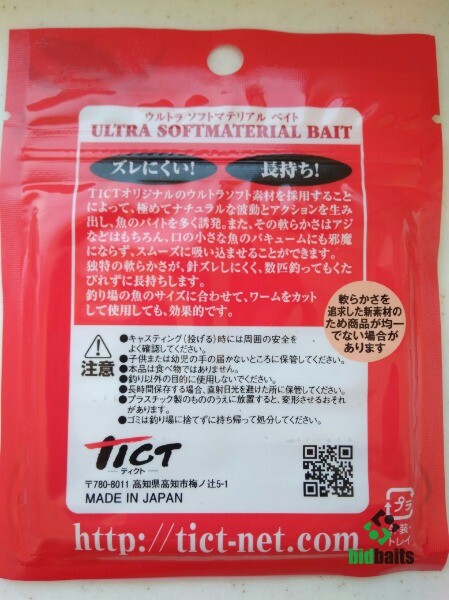 ウルトラ ソフトマテリアル ベイト
ULTRA SOFTMATERIAL BAIT
ズレにくい! 長持ち!
TICTオリジナルのウルトラソフト素材を採用すること
によって、極めてナチュラルな波動とアクションを生み
出し、魚のバイトを多く誘発。また、その軟らかさはアジ
などはもちろん、口の小さな魚のバキュームにも邪魔
にならず、スムーズに吸い込ませることができます。
独特の軟らかさが、針ズレしにくく、数匹釣ってもくた
びれずに長持ちします。
釣り場の魚のサイズに合わせて、ワームをカット
して使用しても、効果的です。
軟らかさを
追求した新素材の
ため商品が均一
でない場合が
あります
注意
●キャスティング(投げる)時には周囲の安全を
よく確認してください。
●子供または幼児の手の届かないところに保管してください。
●本品は食べ物ではありません。
●釣り以外の目的に使用しないでください。
●長時間保存する場合、直射日光を避けた所に保管してください。
●プラスチック製のもののうえに放置すると、変形させるおそれ
があります。
●ゴミは釣り場に捨てずに持ち帰って処分してください。
TICT
ティクト
〒780-8011 高知県高知市梅ノ辻5-1
MADE IN JAPAN
プラ
トレイ
http://tict-net.com
bidbaits